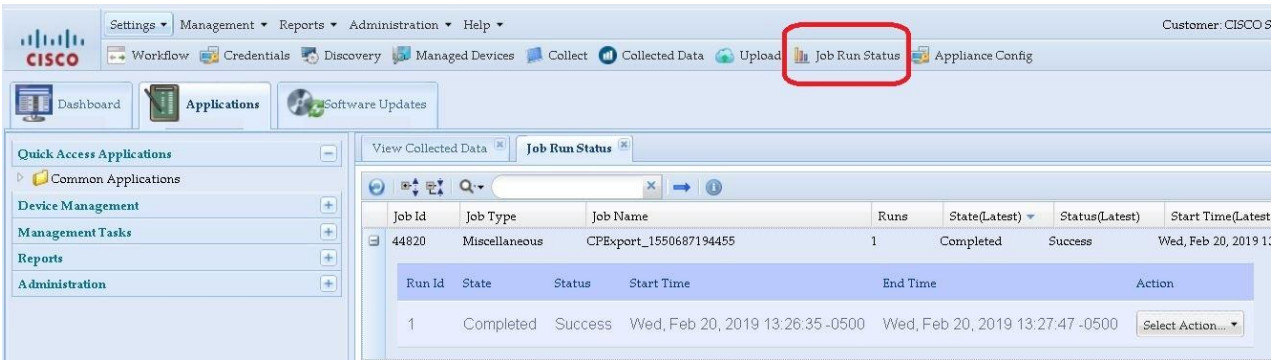 Settings Management Reports Administration Help
Customer: CISCO S
CISCO
Workflow Credentials Discovery Managed Devices Collect Collected Data Upload Job Run Status Appliance Config
Dashboard Applications Software Updates
Quick Access Applications
Common Applications
Device Management
Management Tasks
Reports
Administration
View Collected Data Job Run Status
Job Id Job Type Job Name Runs State(Latest) Status(Latest) Start Time(Latest
44820 Miscellaneous CPExport_1550687194455 1 Completed Success Wed, Feb 20, 2019 1
Run Id State Status Start Time End Time Action
1 Completed Success Wed, Feb 20, 2019 13:26:35 -0500 Wed, Feb 20, 2019 13:27:47 -0500 Select Action...